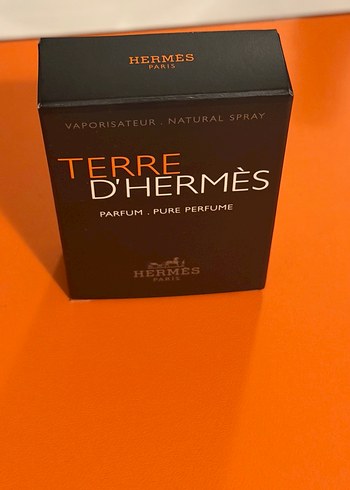 HERMÈS
PARIS
VAPORISATEUR . NATURAL SPRAY
TERRE
D'HERMÈS
PARFUM . PURE PERFUME
HERMÈS
PARIS